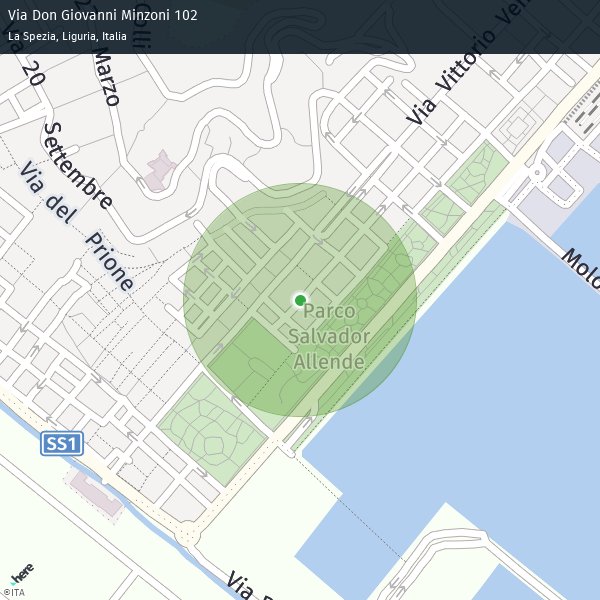 Via Don Giovanni Minzoni 102
La Spezia, Liguria, Italia
Marzo
Via Vittorio
20
Settembre
Via del Prione
Molo
Parco
Salvador
Allende
SS1
Via
here
©ITA